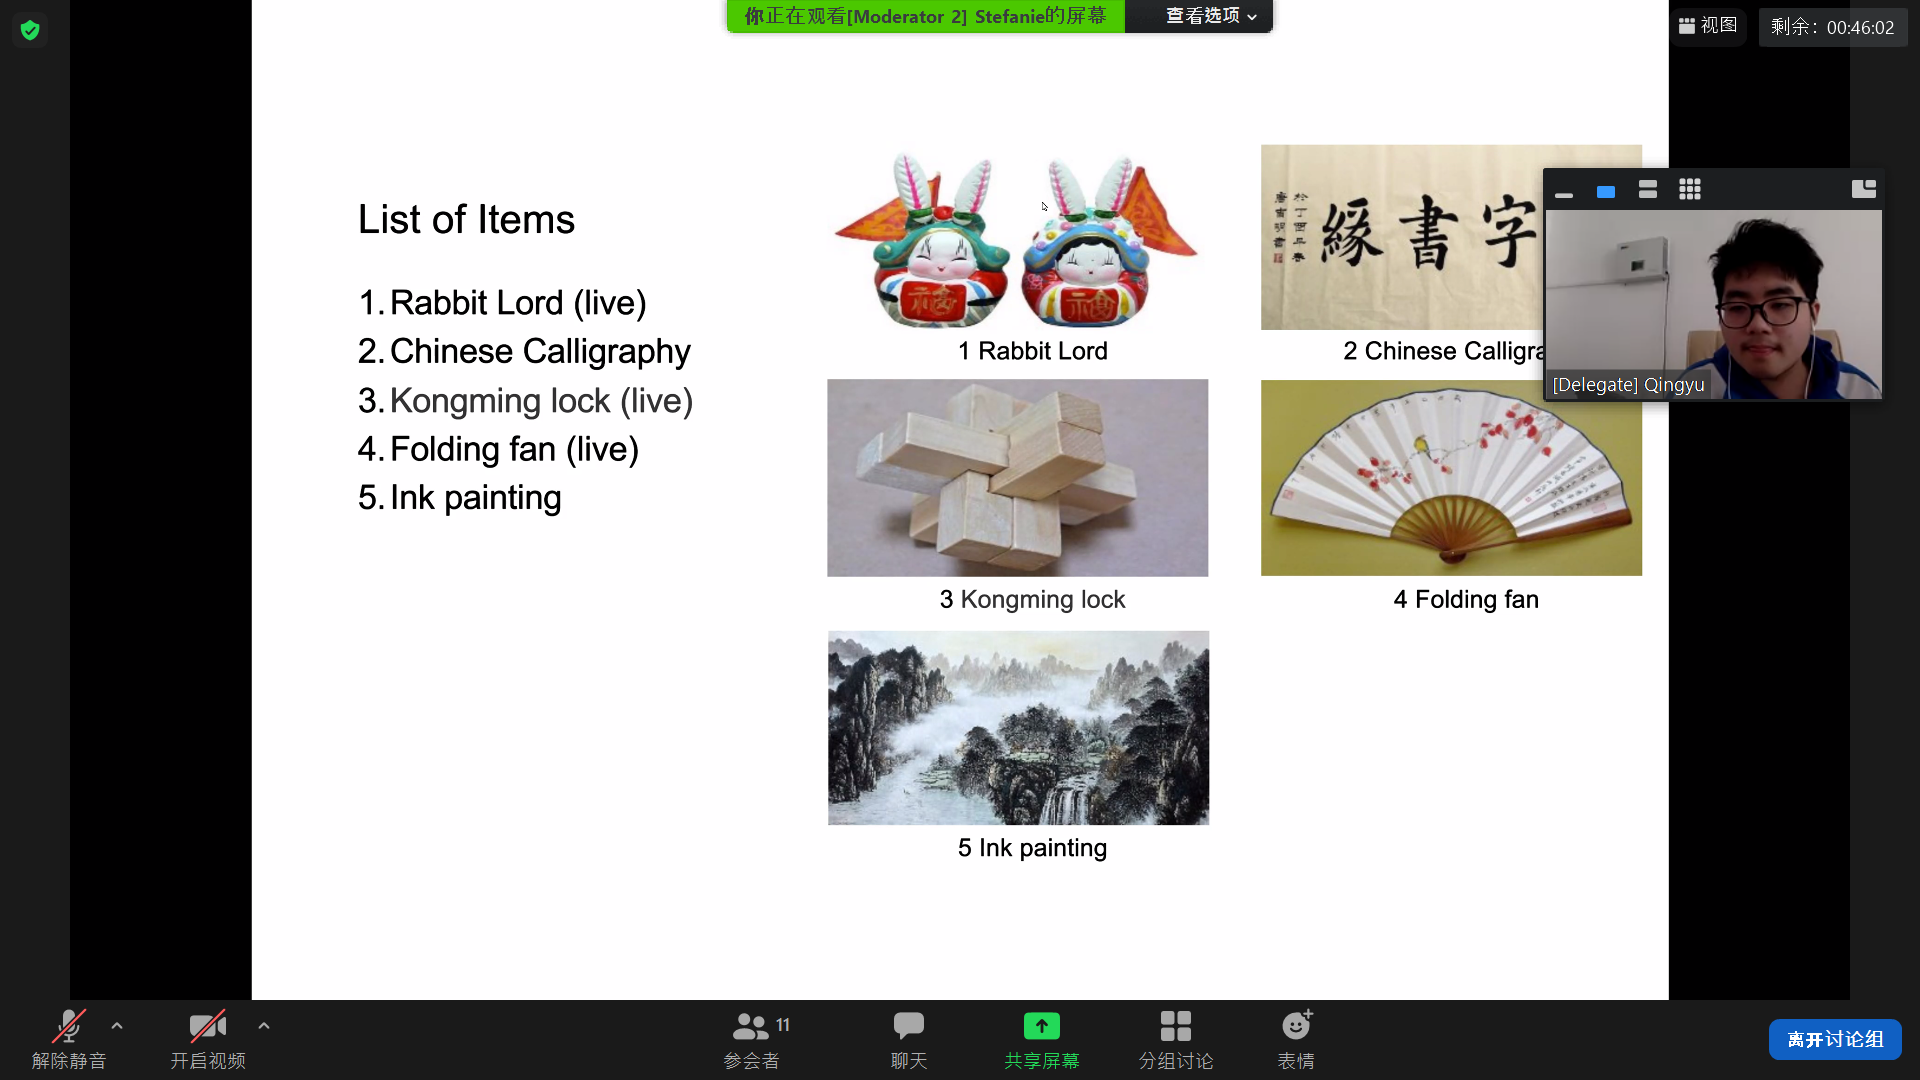 你正在观看[Moderator 2] Stefanie的屏幕
查看选项
视图
剩余：00:46:02
List of Items
1. Rabbit Lord (live)
2. Chinese Calligraphy
3. Kongming lock (live)
4. Folding fan (live)
5. Ink painting
福
福
1 Rabbit Lord
緣書字
2 Chinese Calligra
[Delegate] Qingyu
3 Kongming lock
4 Folding fan
5 Ink painting
解除静音
开启视频
11
参会者
聊天
共享屏幕
分组讨论
表情
离开讨论组